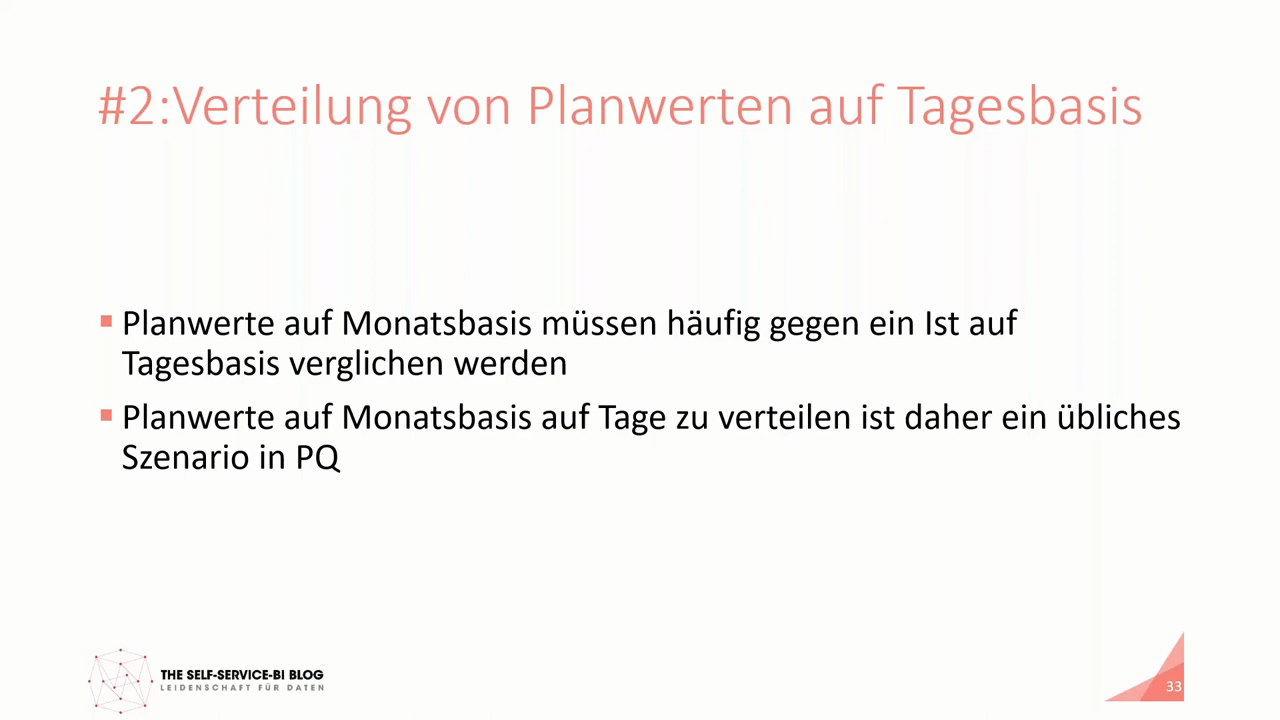 #2:Verteilung von Planwerten auf Tagesbasis
Planwerte auf Monatsbasis müssen häufig gegen ein Ist auf
Tagesbasis verglichen werden
Planwerte auf Monatsbasis auf Tage zu verteilen ist daher ein übliches
Szenario in PQ
THE SELF-SERVICE-BI BLOG
LEIDENSCHAFT FÜR DATEN
33